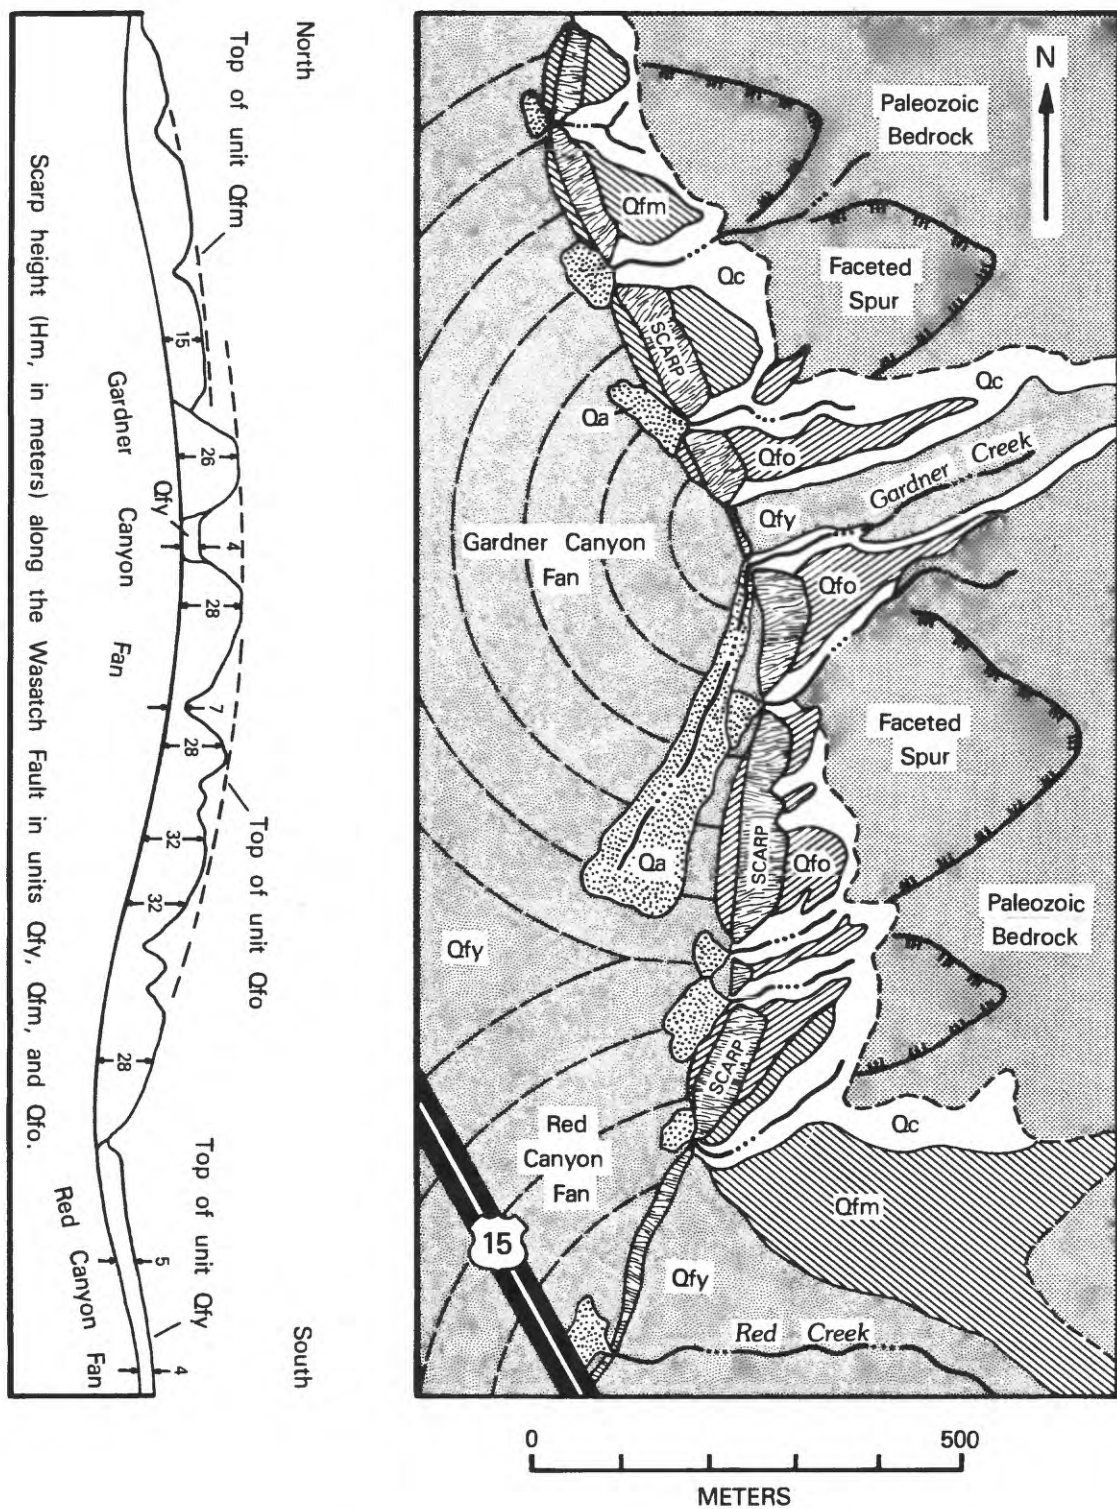 North
South
Top of unit Qfm
Top of unit Qfo
Top of unit Qfy
15
26
4
28
7
28
32
32
28
5
4
Qfy
Gardner Canyon Fan
Red Canyon Fan
Scarp height (Hm, in meters) along the Wasatch Fault in units Qfy, Qfm, and Qfo.
N
Paleozoic
Bedrock
Qfm
Faceted
Spur
Qc
SCARP
Qc
Qa
Qfo
Gardner Creek
Qfy
Gardner Canyon
Fan
Qfo
Faceted
Spur
Qa
SCARP
Qfo
Paleozoic
Bedrock
Qfy
SCARP
Qc
Red
Canyon
Fan
Qfm
15
Qfy
Red Creek
0
500
METERS